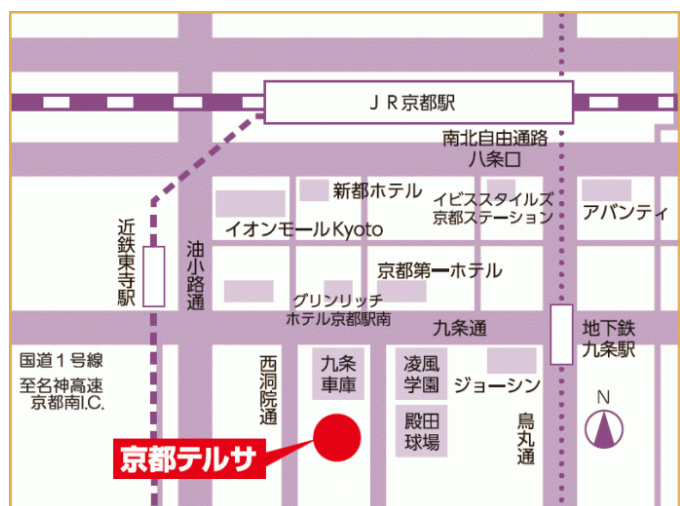 JR京都駅
南北自由通路
八条口
新都ホテル
イビススタイルズ
京都ステーション
アバンティ
イオンモールKyoto
近鉄東寺駅
油小路通
京都第一ホテル
グリンリッチ
ホテル京都駅南
九条通
地下鉄
九条駅
国道1号線
至名神高速
京都南I.C.
西洞院通
九条
車庫
凌風
学園
ジョーシン
殿田
球場
烏丸通
N
京都テルサ